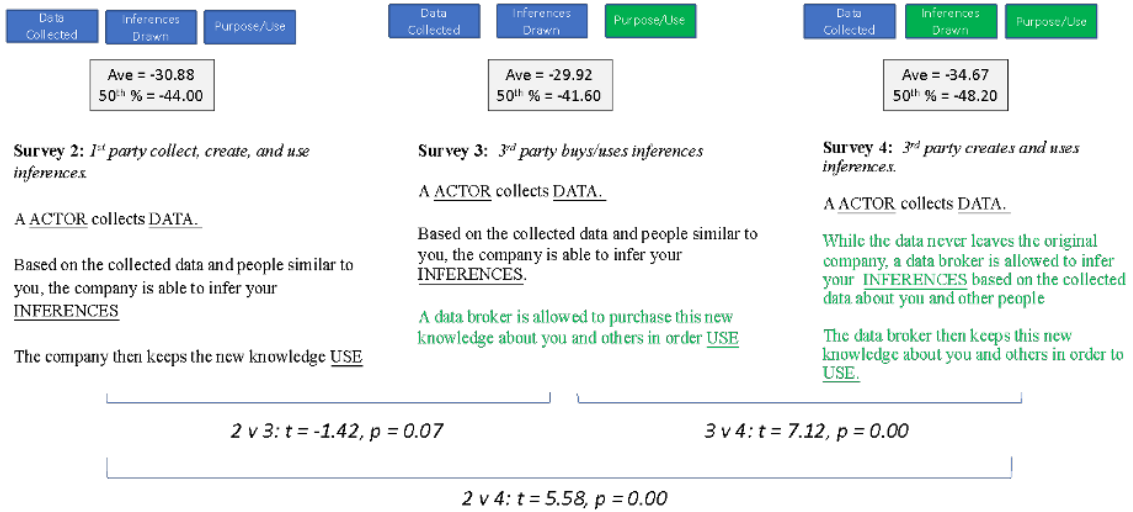 Data
Collected
Inferences
Drawn
Purpose/Use
Data
Collected
Inferences
Drawn
Purpose/Use
Data
Collected
Inferences
Drawn
Purpose/Use
Ave = -30.88
50th % = -44.00
Ave = -29.92
50th % = -41.60
Ave = -34.67
50th % = -48.20
Survey 2: 1st party collect, create, and use
inferences.
A ACTOR collects DATA.
Based on the collected data and people similar to
you, the company is able to infer your
INFERENCES
The company then keeps the new knowledge USE
Survey 3: 3rd party buys/uses inferences
A ACTOR collects DATA.
Based on the collected data and people similar to
you, the company is able to infer your
INFERENCES.
A data broker is allowed to purchase this new
knowledge about you and others in order USE
Survey 4: 3rd party creates and uses
inferences.
A ACTOR collects DATA.
While the data never leaves the original
company, a data broker is allowed to infer
your INFERENCES based on the collected
data about you and other people
The data broker then keeps this new
knowledge about you and others in order to
USE.
2 v 3: t = -1.42, p = 0.07
3 v 4: t = 7.12, p = 0.00
2 v 4: t = 5.58, p = 0.00